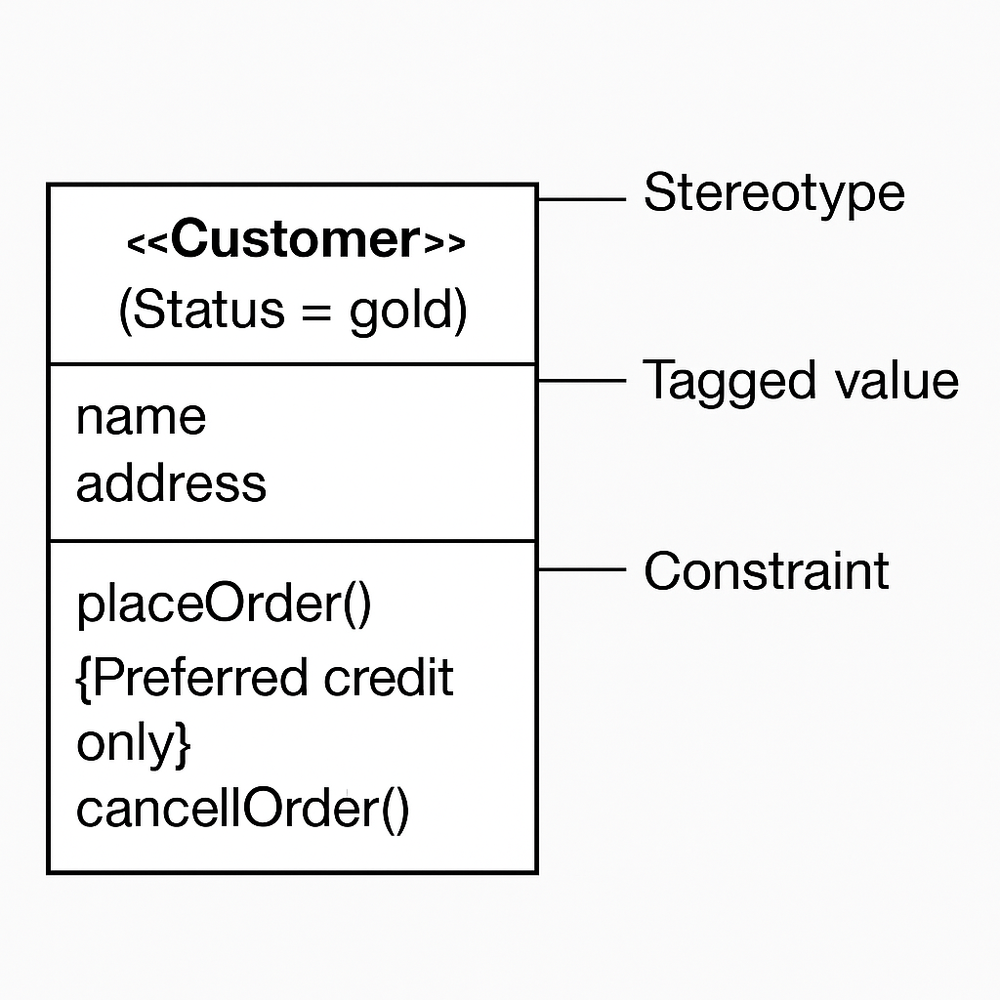 <<Customer>>
(Status = gold)
name
address
placeOrder()
{Preferred credit
only}
cancellOrder()
Stereotype
Tagged value
Constraint